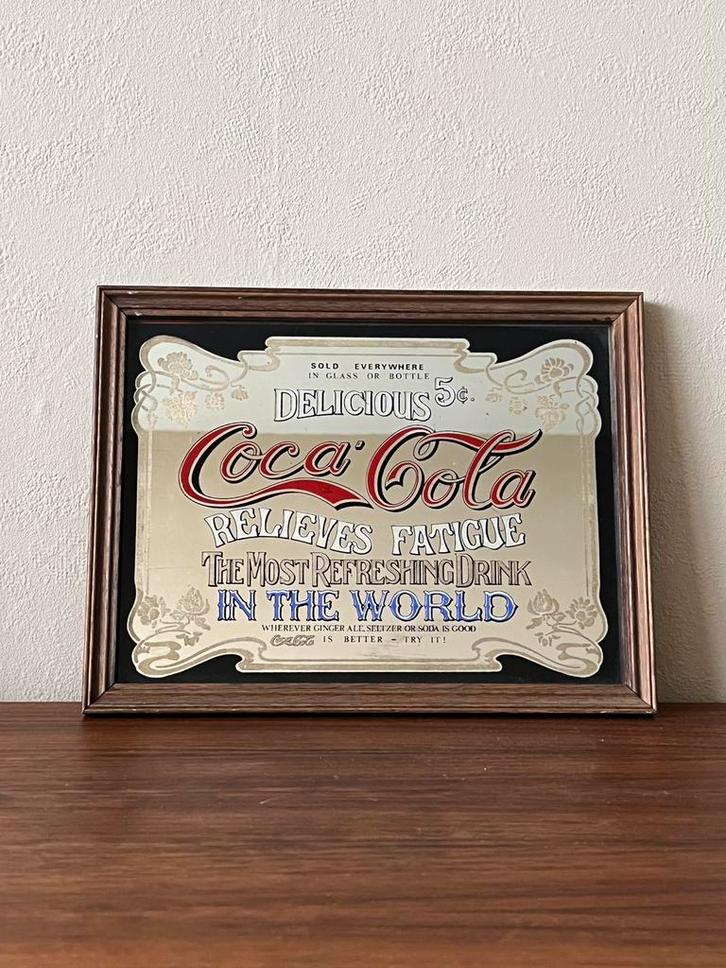 SOLD EVERYWHERE
IN GLASS OR BOTTLE
DELICIOUS 5¢.
Coca-Cola
RELIEVES FATIGUE
THE MOST REFRESHING DRINK
IN THE WORLD
WHEREVER GINGER ALE, SELTZER OR SODA IS GOOD
Coca-Cola IS BETTER - TRY IT!